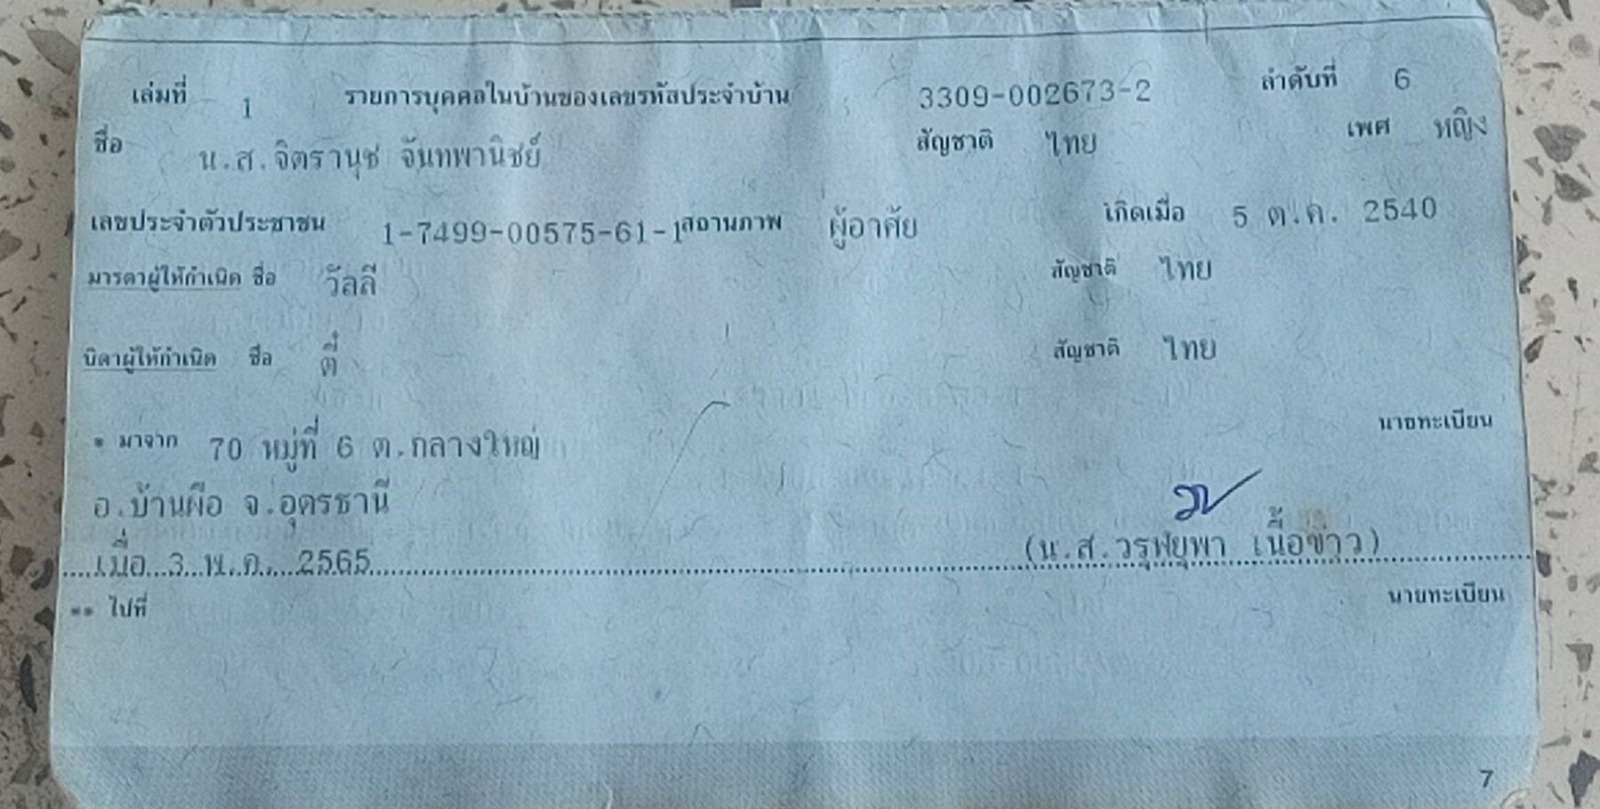 เล่มที่ 1 รายการบุคคลในบ้านของเลขรหัสประจำบ้าน 3309-002673-2 ลำดับที่ 6
ชื่อ น.ส.จิตรานุช จันทพานิชย์ สัญชาติ ไทย เพศ หญิง
เลขประจำตัวประชาชน 1-7499-00575-61-1 สถานภาพ ผู้อาศัย เกิดเมื่อ 5 ต.ค. 2540
มารดาผู้ให้กำเนิด ชื่อ วัลลี สัญชาติ ไทย
บิดาผู้ให้กำเนิด ชื่อ ตี๋ สัญชาติ ไทย
* มาจาก 70 หมู่ที่ 6 ต.กลางใหญ่ นายทะเบียน
อ.บ้านผือ จ.อุดรธานี
เมื่อ 3 พ.ค. 2565 (น.ส.วรุฬยุพา เนื้อขาว)
** ไปที่ นายทะเบียน
7